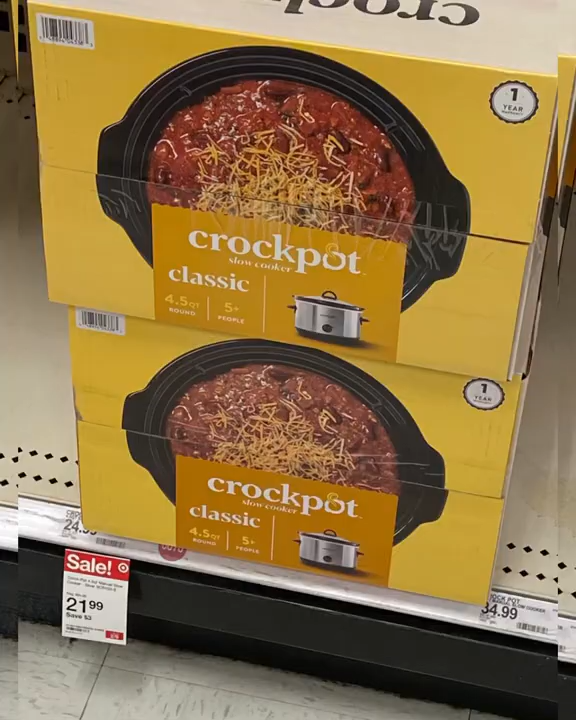 crockpot
1
YEAR
crockpot
slow cooker
classic
4.5QT
ROUND
5+
PEOPLE
1
YEAR
crockpot
slow cooker
classic
4.5QT
ROUND
5+
PEOPLE
Sale!
21.99
Save $3
34.99